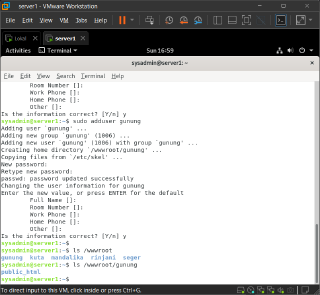 server1 - VMware Workstation
File Edit View VM Tabs Help
Lokal server1
Activities Terminal Sun 16:59
sysadmin@server1: ~
File Edit View Search Terminal Help
Room Number []:
Work Phone []:
Home Phone []:
Other []:
Is the information correct? [Y/n] y
sysadmin@server1:~$ sudo adduser gunung
Adding user `gunung' ...
Adding new group `gunung' (1006) ...
Adding new user `gunung' (1006) with group `gunung' ...
Creating home directory `/wwwroot/gunung' ...
Copying files from `/etc/skel' ...
New password:
Retype new password:
passwd: password updated successfully
Changing the user information for gunung
Enter the new value, or press ENTER for the default
Full Name []:
Room Number []:
Work Phone []:
Home Phone []:
Other []:
Is the information correct? [Y/n] y
sysadmin@server1:~$
sysadmin@server1:~$ ls /wwwroot
gunung kuta mandalika rinjani seger
sysadmin@server1:~$ ls /wwwroot/gunung
public_html
sysadmin@server1:~$
To direct input to this VM, click inside or press Ctrl+G.